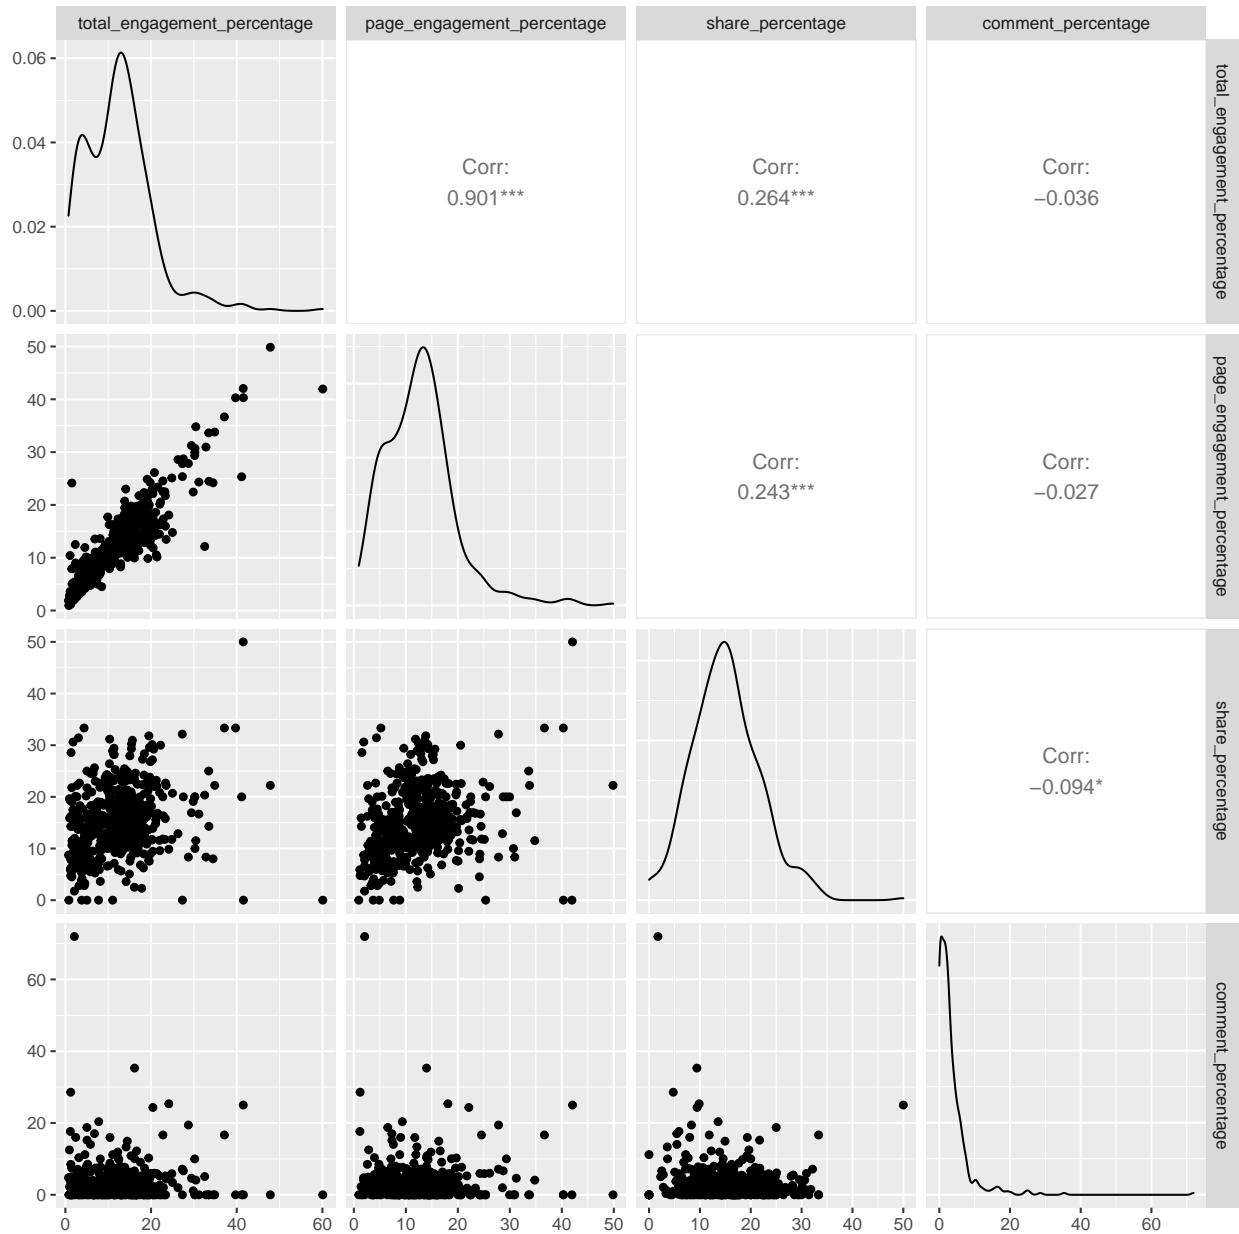 total_engagement_percentage
page_engagement_percentage
share_percentage
comment_percentage
0.06
0.04
0.02
0.00
Corr:
0.901***
Corr:
0.264***
Corr:
−0.036
total_engagement_percentage
50
40
30
20
10
0
Corr:
0.243***
Corr:
−0.027
page_engagement_percentage
50
40
30
20
10
0
Corr:
−0.094*
share_percentage
60
40
20
0
comment_percentage
0 20 40 60
0 10 20 30 40 50
0 10 20 30 40 50
0 20 40 60